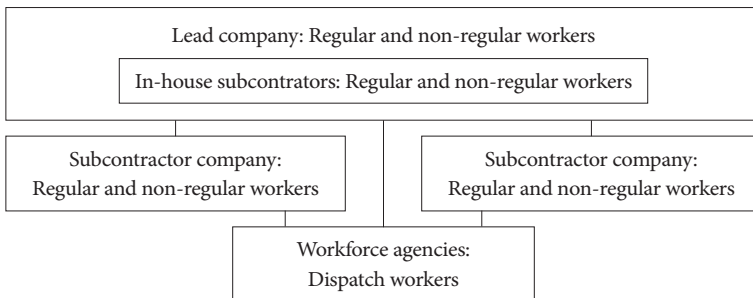 Lead company: Regular and non-regular workers
In-house subcontrators: Regular and non-regular workers
Subcontractor company:
Regular and non-regular workers
Subcontractor company:
Regular and non-regular workers
Workforce agencies:
Dispatch workers